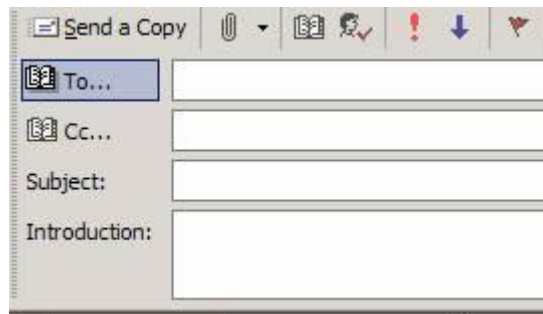 Send a Copy
To...
Cc...
Subject:
Introduction: